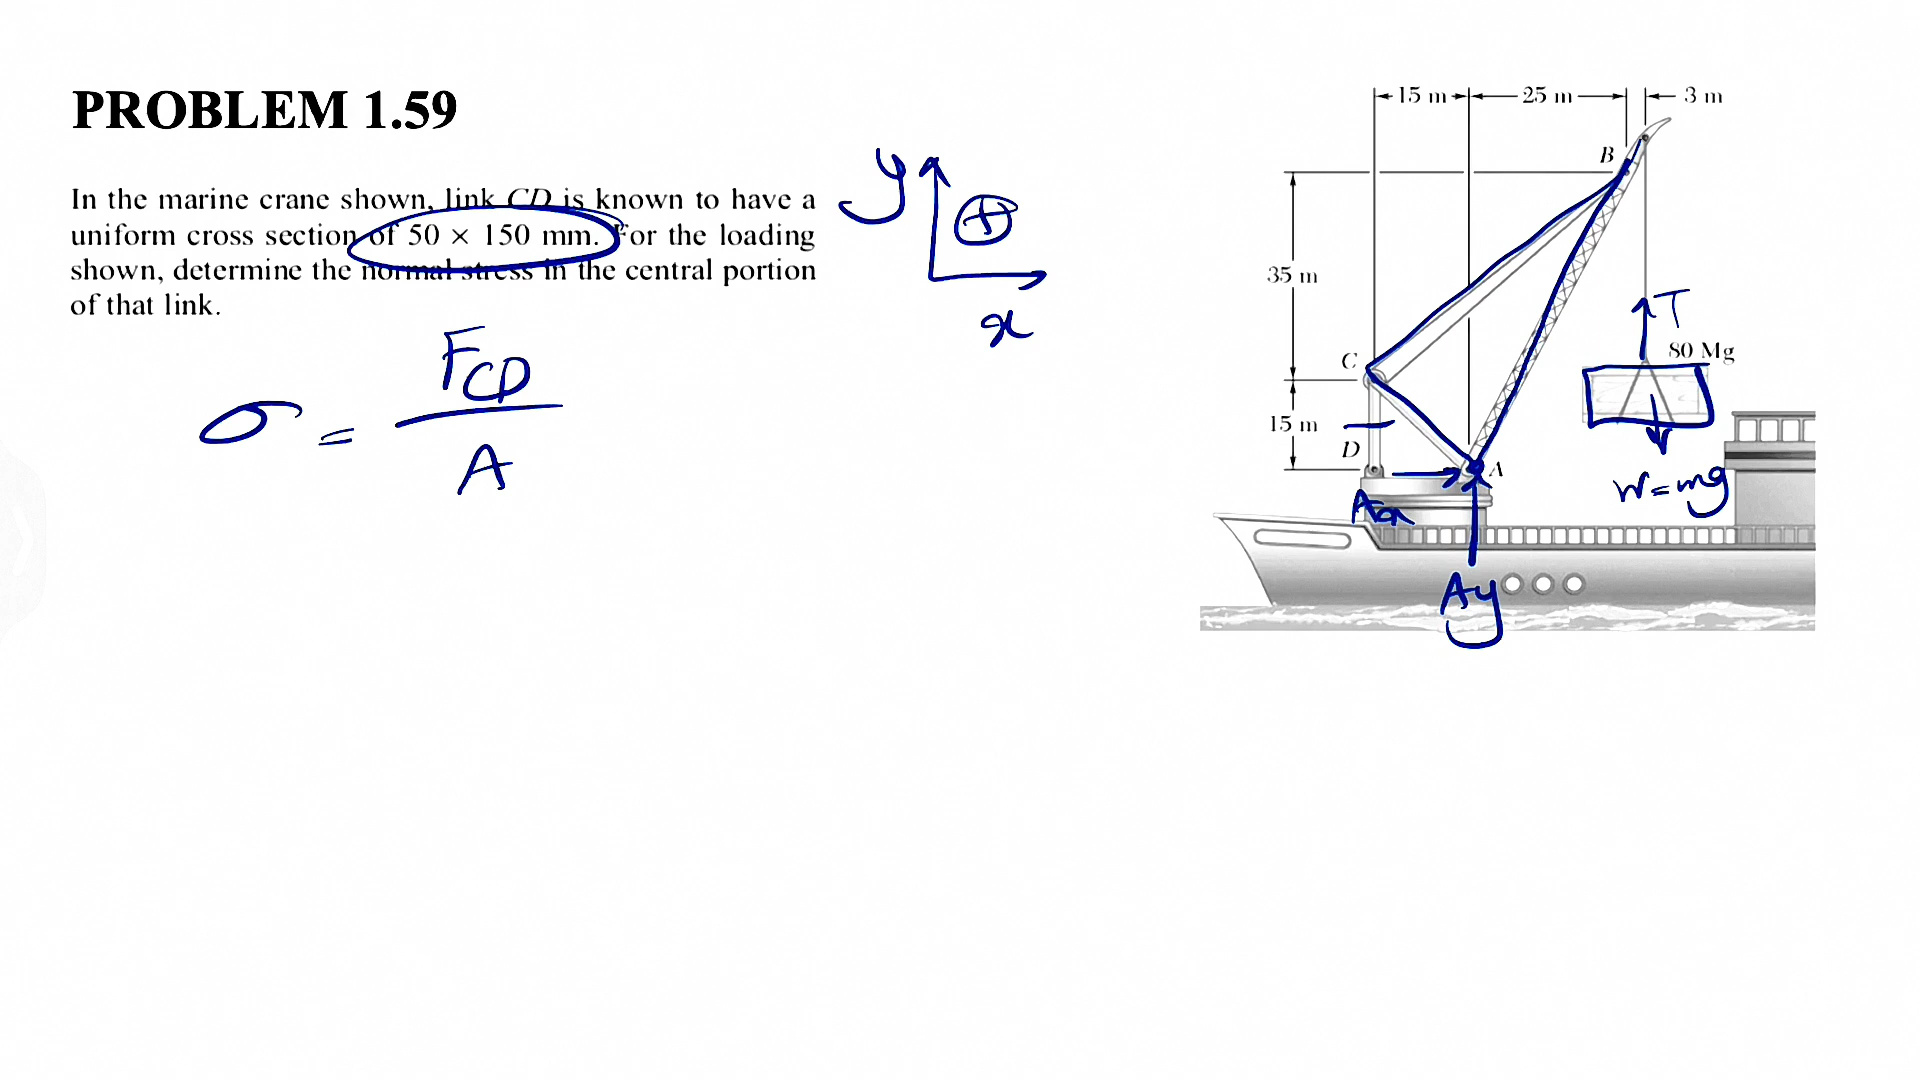 PROBLEM 1.59
In the marine crane shown, link CD is known to have a
uniform cross section of 50 × 150 mm. For the loading
shown, determine the normal stress in the central portion
of that link.
y
+
x
σ = F_CD / A
15 m
25 m
3 m
B
35 m
T
80 Mg
C
15 m
D
A
W=mg
Ax
Ay